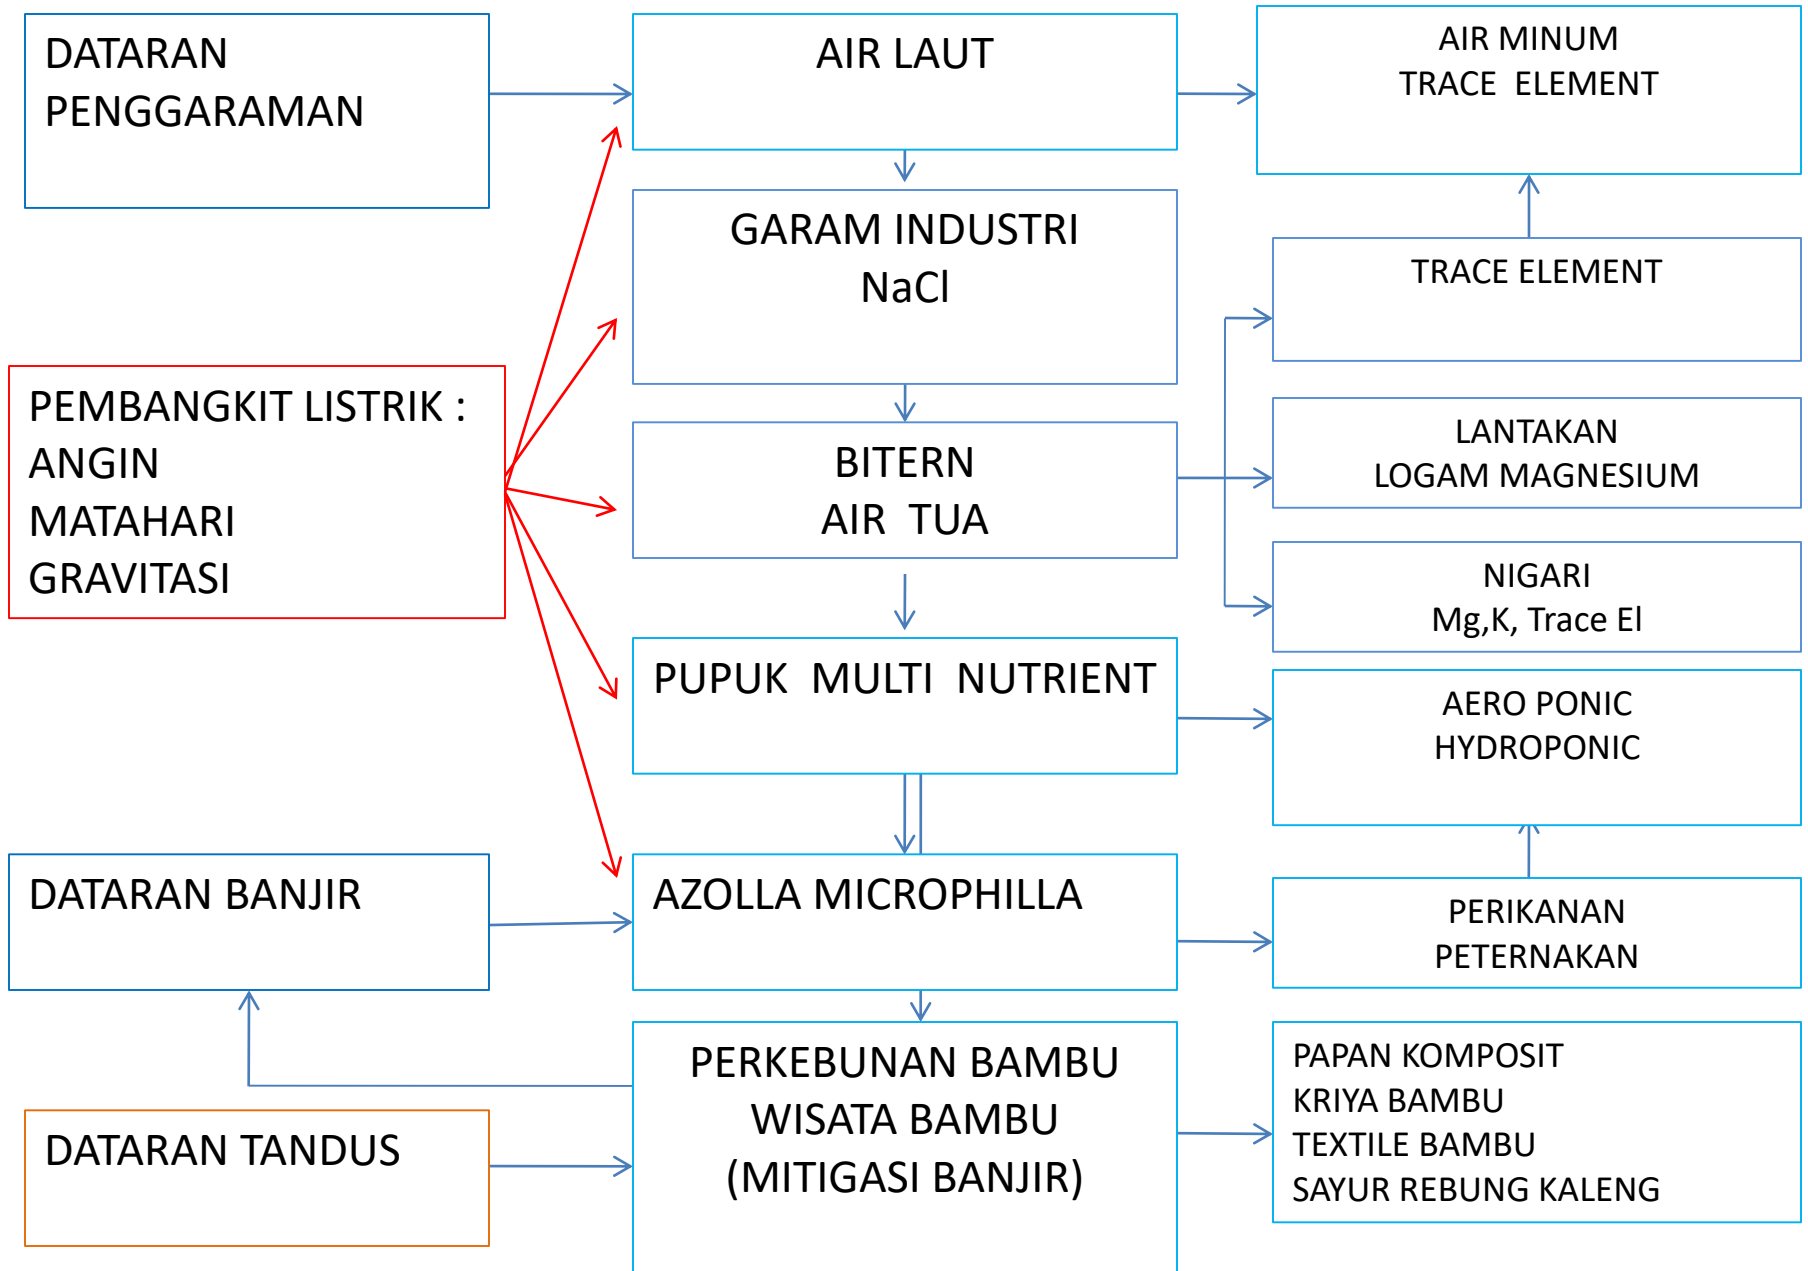 DATARAN
PENGGARAMAN
AIR LAUT
AIR MINUM
TRACE ELEMENT
GARAM INDUSTRI
NaCl
TRACE ELEMENT
PEMBANGKIT LISTRIK :
ANGIN
MATAHARI
GRAVITASI
BITERN
AIR TUA
LANTAKAN
LOGAM MAGNESIUM
NIGARI
Mg,K, Trace El
PUPUK MULTI NUTRIENT
AERO PONIC
HYDROPONIC
DATARAN BANJIR
AZOLLA MICROPHILLA
PERIKANAN
PETERNAKAN
DATARAN TANDUS
PERKEBUNAN BAMBU
WISATA BAMBU
(MITIGASI BANJIR)
PAPAN KOMPOSIT
KRIYA BAMBU
TEXTILE BAMBU
SAYUR REBUNG KALENG